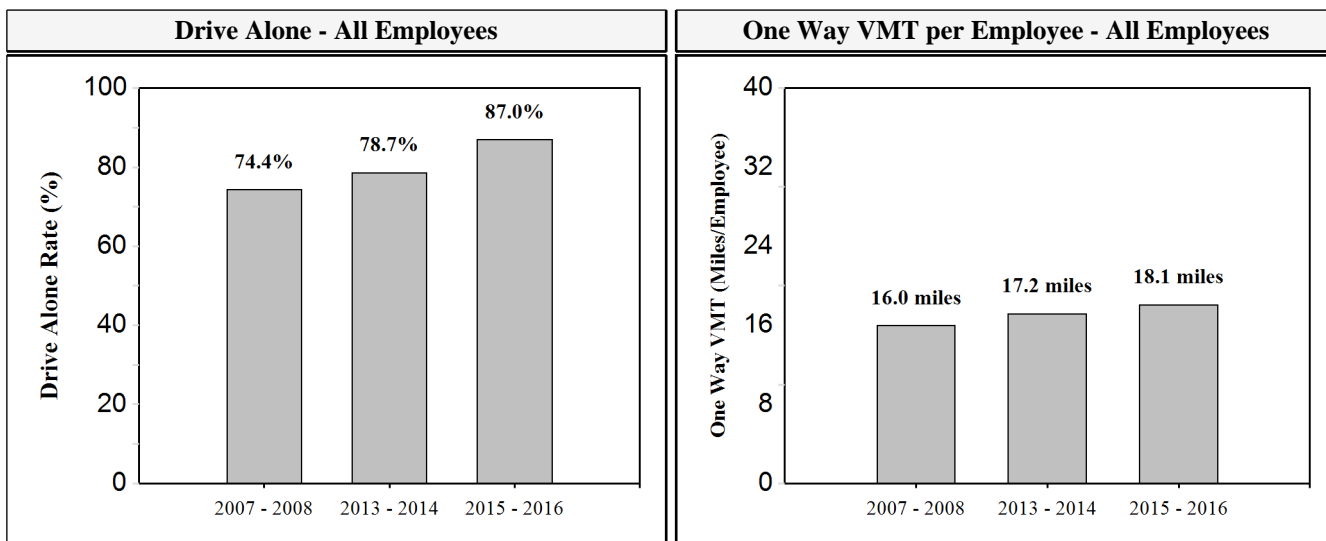 Drive Alone - All Employees
Drive Alone Rate (%)
100
80
60
40
20
0
74.4%
78.7%
87.0%
2007 - 2008
2013 - 2014
2015 - 2016
One Way VMT per Employee - All Employees
One Way VMT (Miles/Employee)
40
32
24
16
8
0
16.0 miles
17.2 miles
18.1 miles
2007 - 2008
2013 - 2014
2015 - 2016